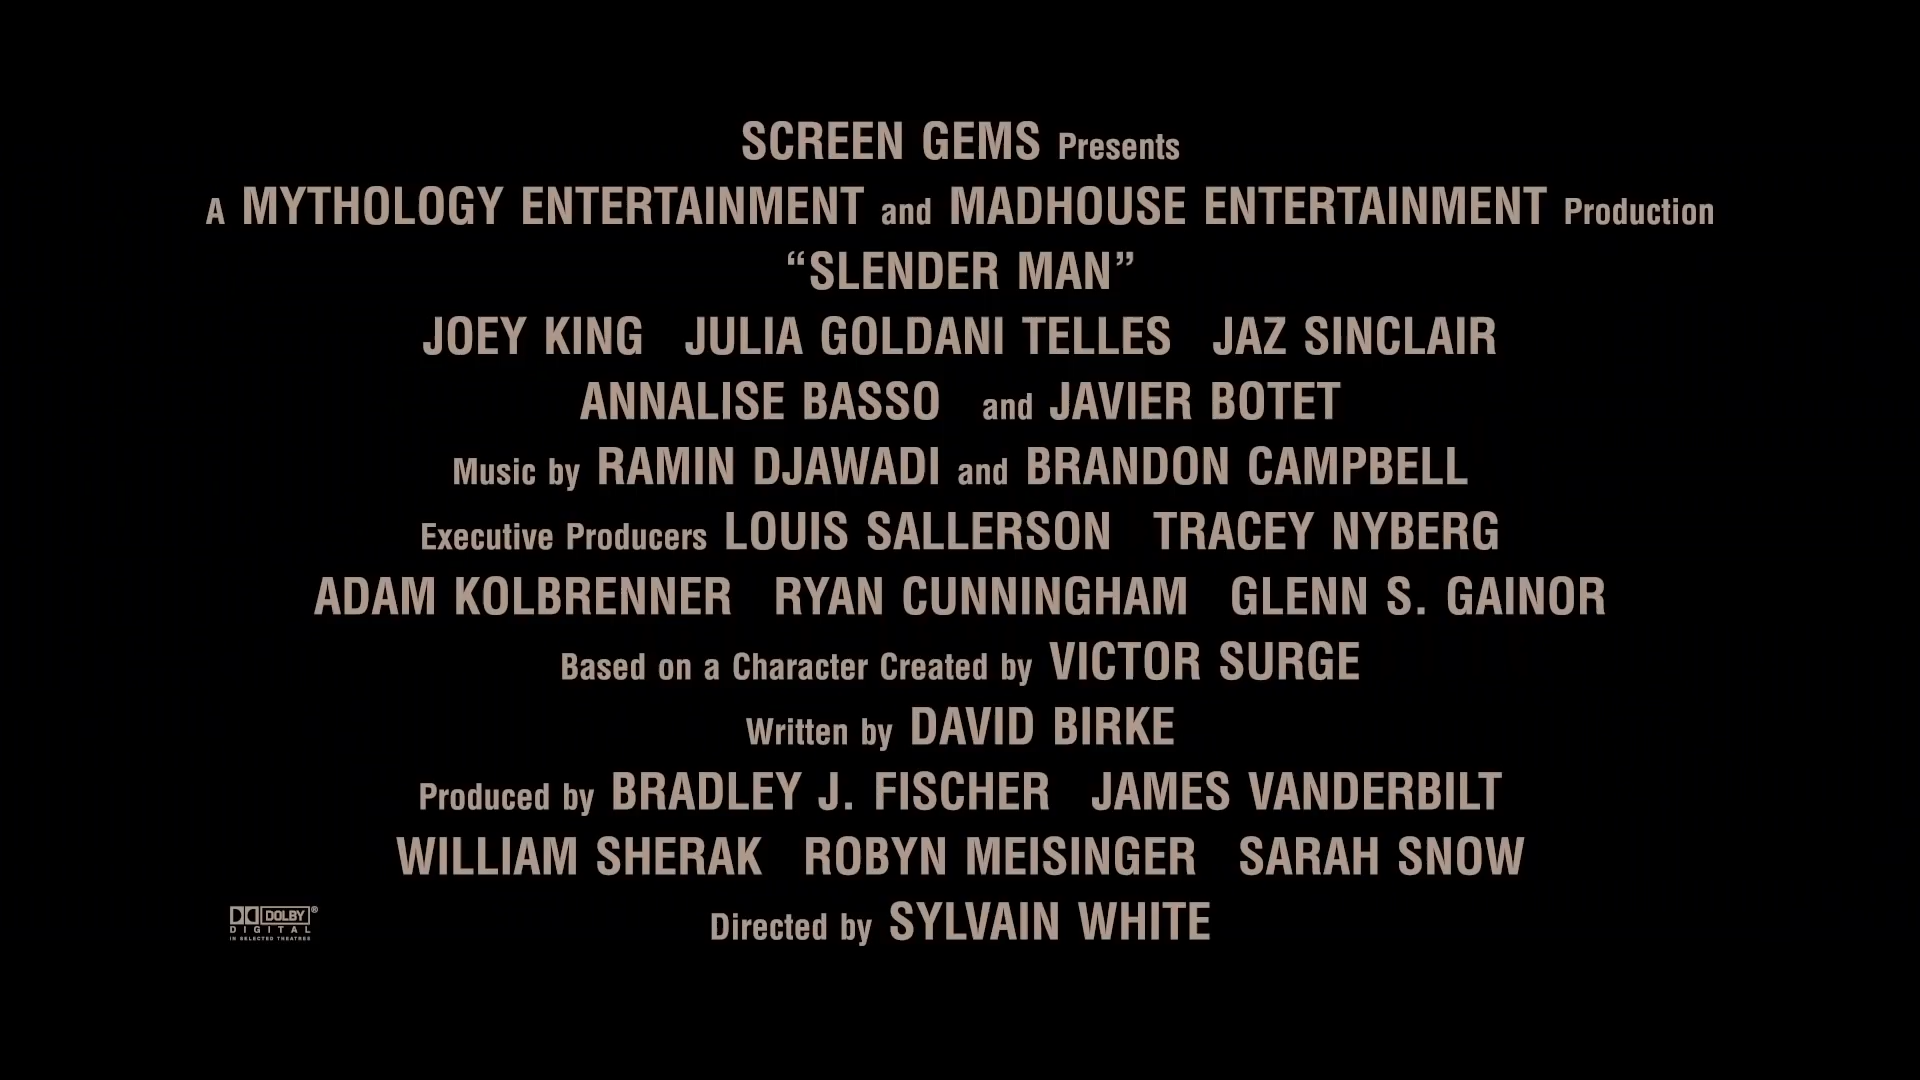 SCREEN GEMS Presents
A MYTHOLOGY ENTERTAINMENT and MADHOUSE ENTERTAINMENT Production
“SLENDER MAN”
JOEY KING JULIA GOLDANI TELLES JAZ SINCLAIR
ANNALISE BASSO and JAVIER BOTET
Music by RAMIN DJAWADI and BRANDON CAMPBELL
Executive Producers LOUIS SALLERSON TRACEY NYBERG
ADAM KOLBRENNER RYAN CUNNINGHAM GLENN S. GAINOR
Based on a Character Created by VICTOR SURGE
Written by DAVID BIRKE
Produced by BRADLEY J. FISCHER JAMES VANDERBILT
WILLIAM SHERAK ROBYN MEISINGER SARAH SNOW
Directed by SYLVAIN WHITE
DOLBY®
DIGITAL
IN SELECTED THEATRES